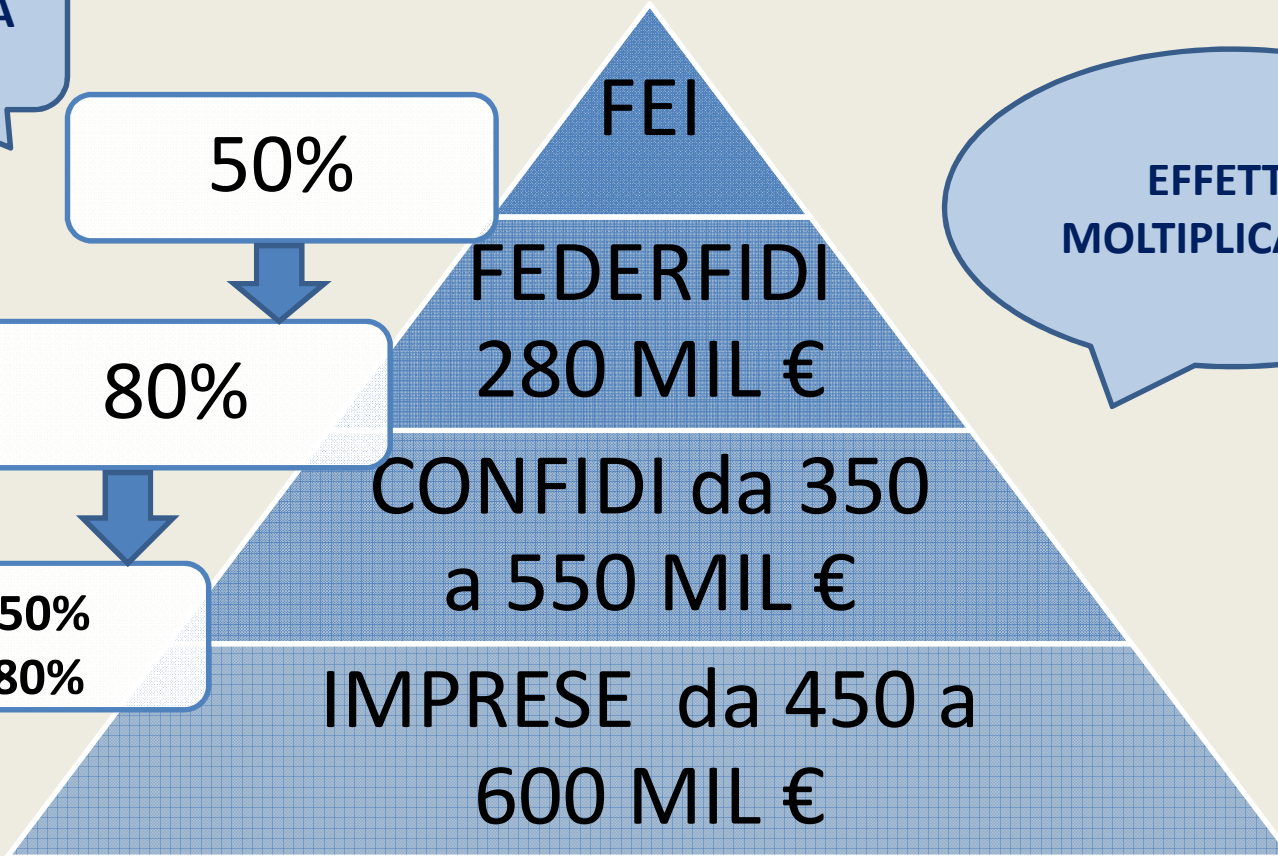 50%
80%
50%
80%
FEI
FEDERFIDI
280 MIL €
CONFIDI da 350
a 550 MIL €
IMPRESE da 450 a
600 MIL €